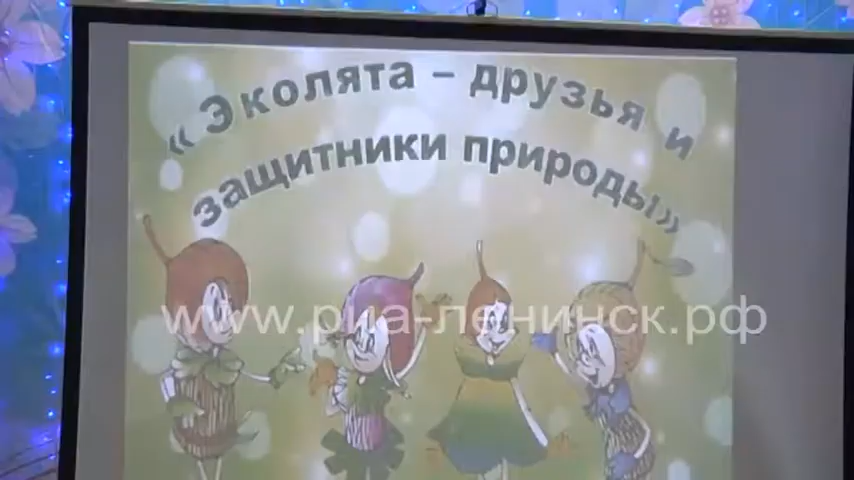 «Эколята – друзья и
защитники природы»
www.риа-ленинск.рф